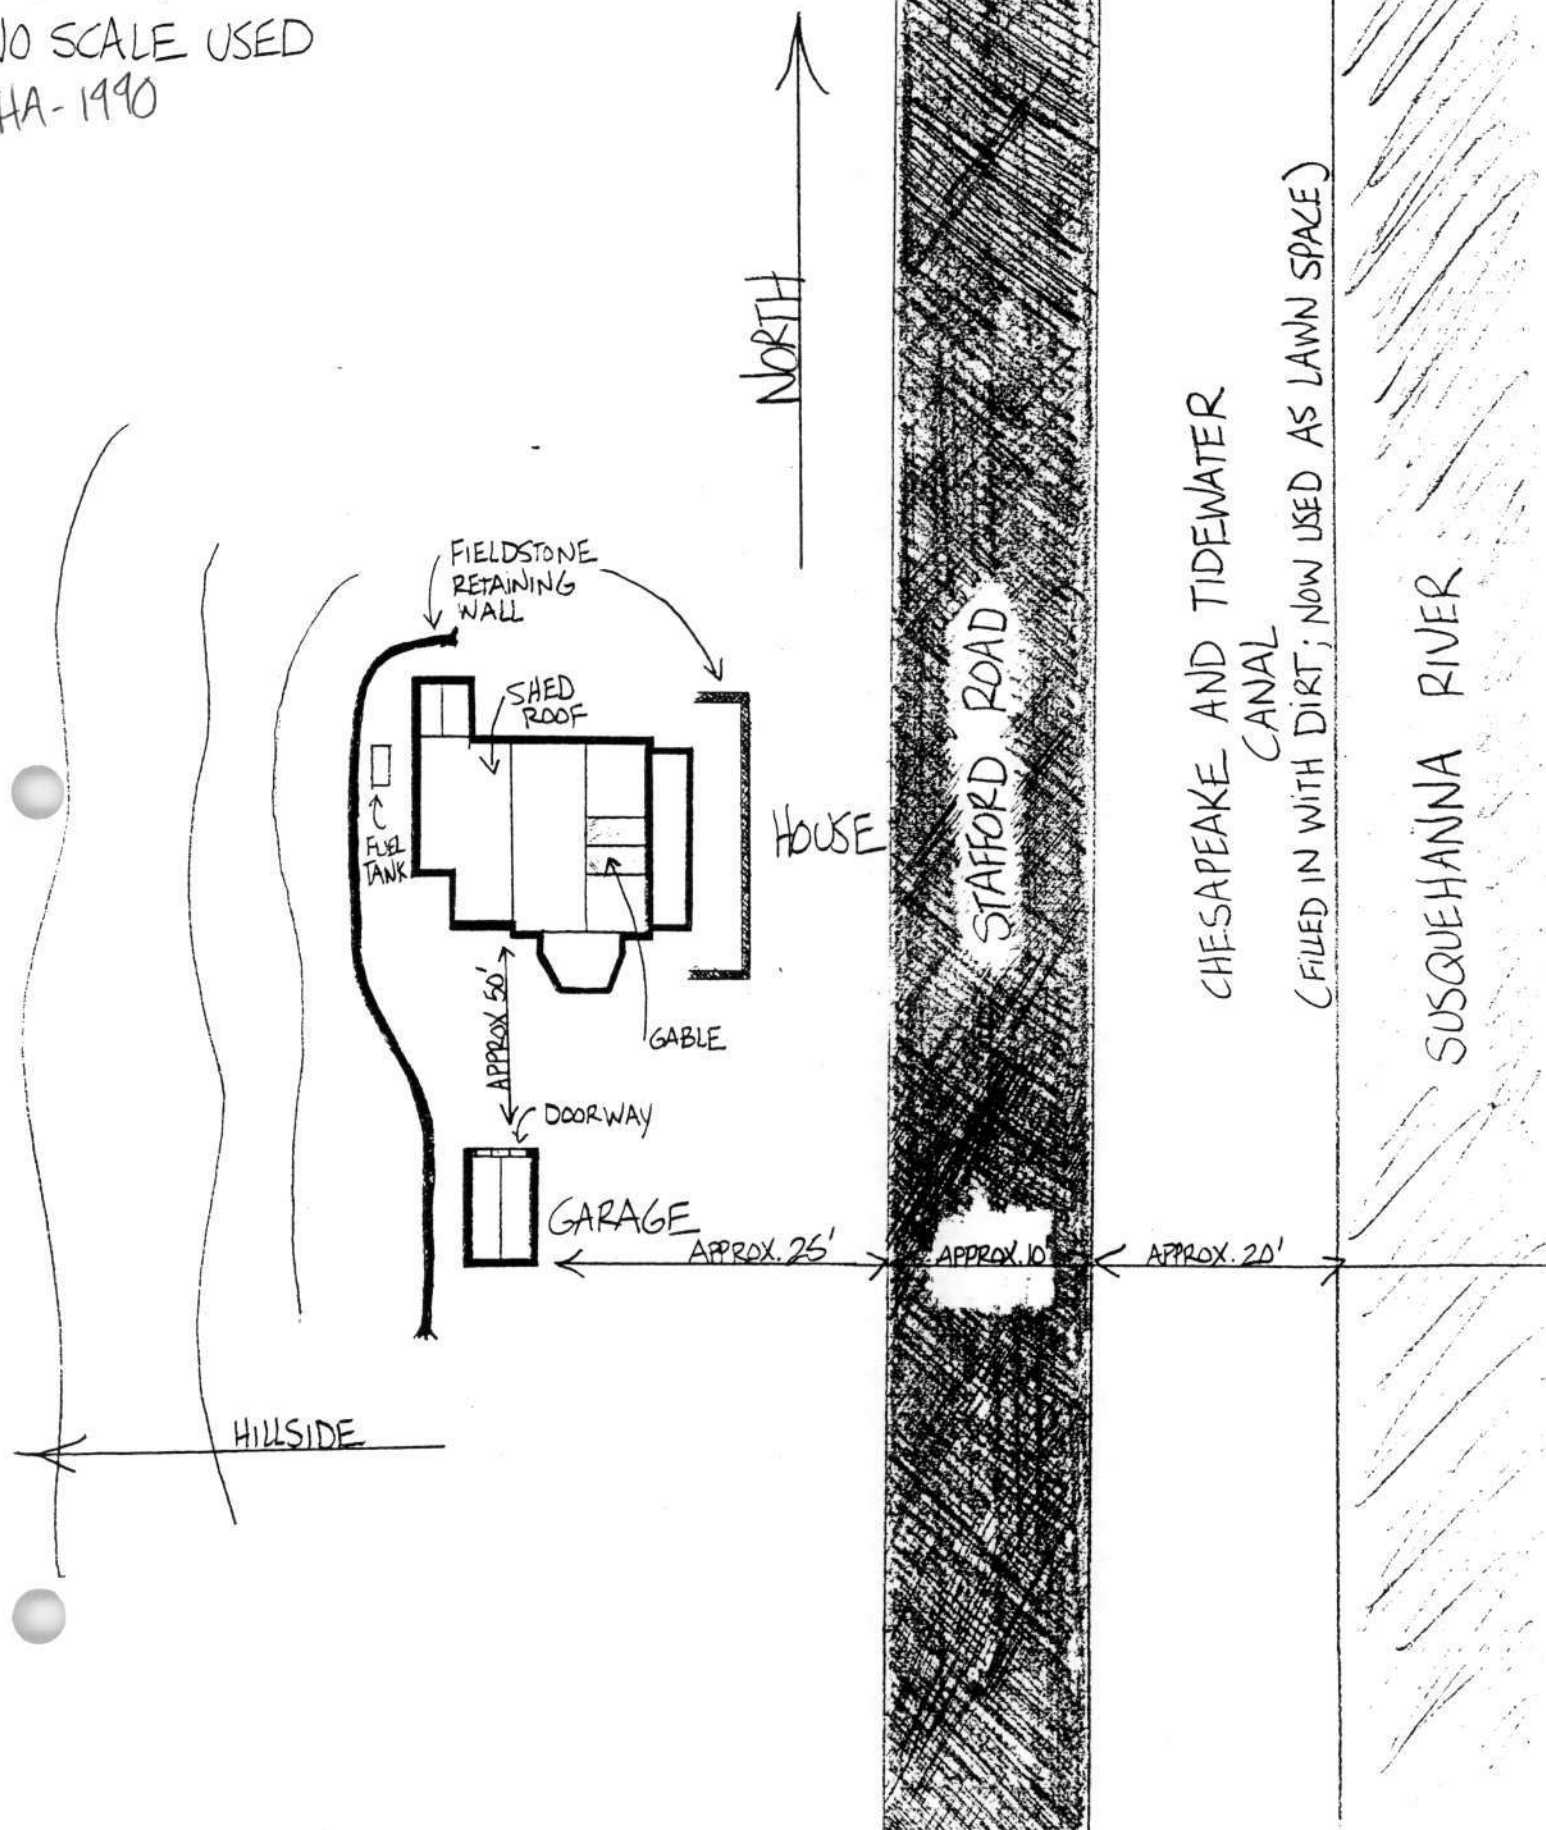 NO SCALE USED
HA-1990
NORTH
FIELDSTONE
RETAINING
WALL
SHED
ROOF
FUEL
TANK
HOUSE
STAFFORD ROAD
CHESAPEAKE AND TIDEWATER
CANAL
(FILLED IN WITH DIRT; NOW USED AS LAWN SPACE)
SUSQUEHANNA RIVER
APPROX 50'
GABLE
DOORWAY
GARAGE
APPROX. 25'
APPROX. 10'
APPROX. 20'
HILLSIDE